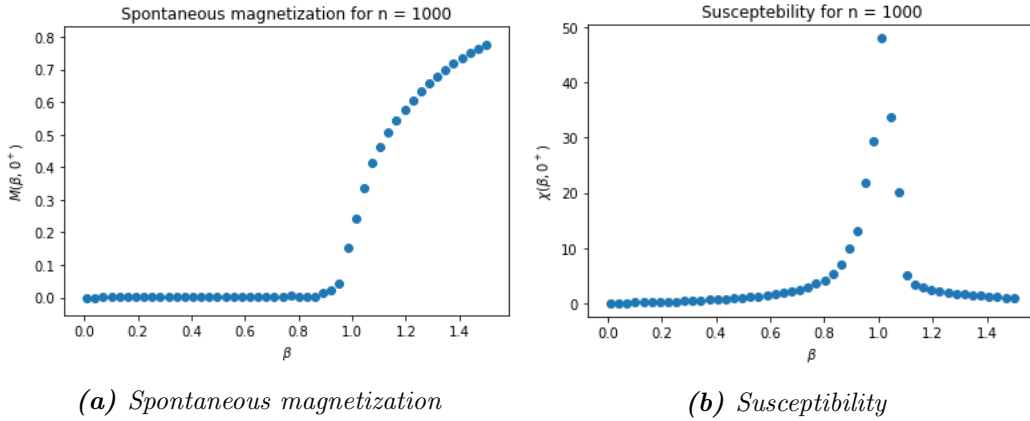 Spontaneous magnetization for n = 1000
M(β, 0⁺)
0.8
0.7
0.6
0.5
0.4
0.3
0.2
0.1
0.0
0.0 0.2 0.4 0.6 0.8 1.0 1.2 1.4
β
(a) Spontaneous magnetization
Susceptebility for n = 1000
χ(β, 0⁺)
50
40
30
20
10
0
0.0 0.2 0.4 0.6 0.8 1.0 1.2 1.4
β
(b) Susceptibility